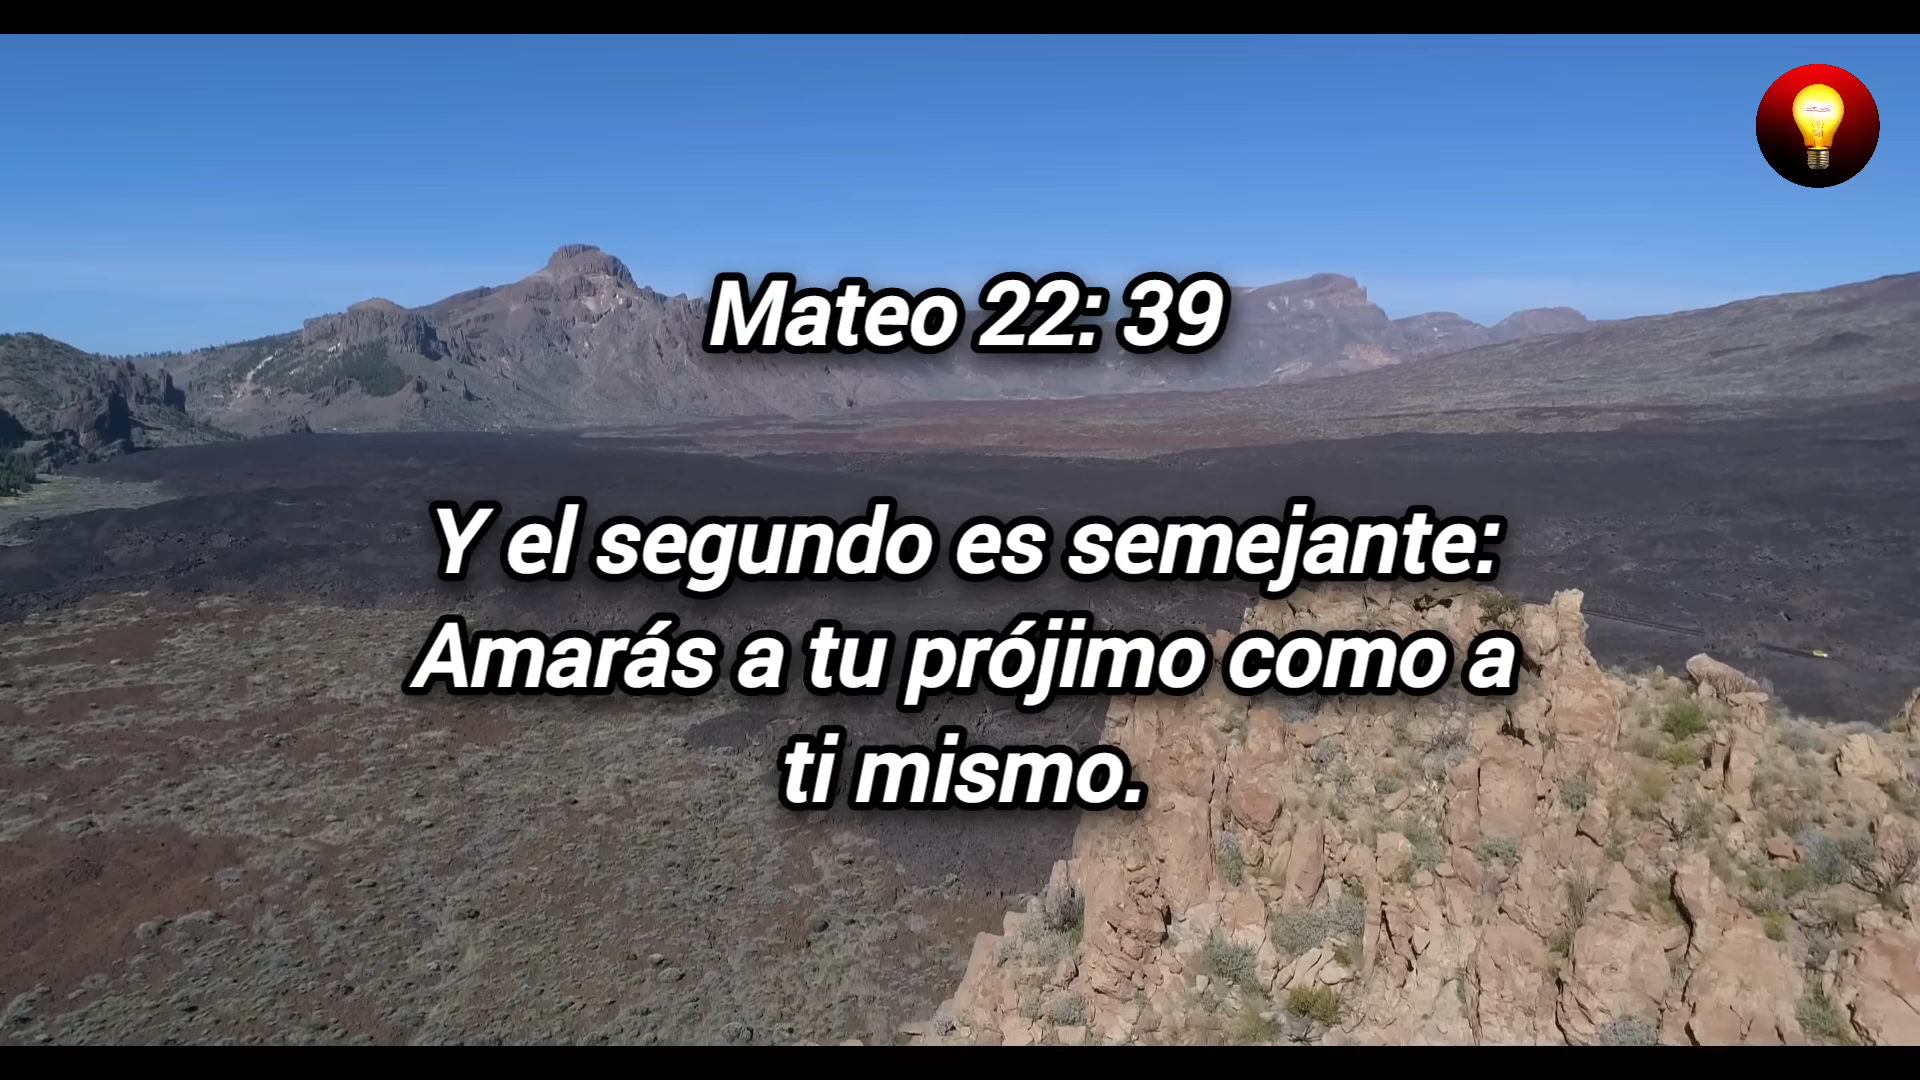 Mateo 22: 39
Y el segundo es semejante:
Amarás a tu prójimo como a
ti mismo.